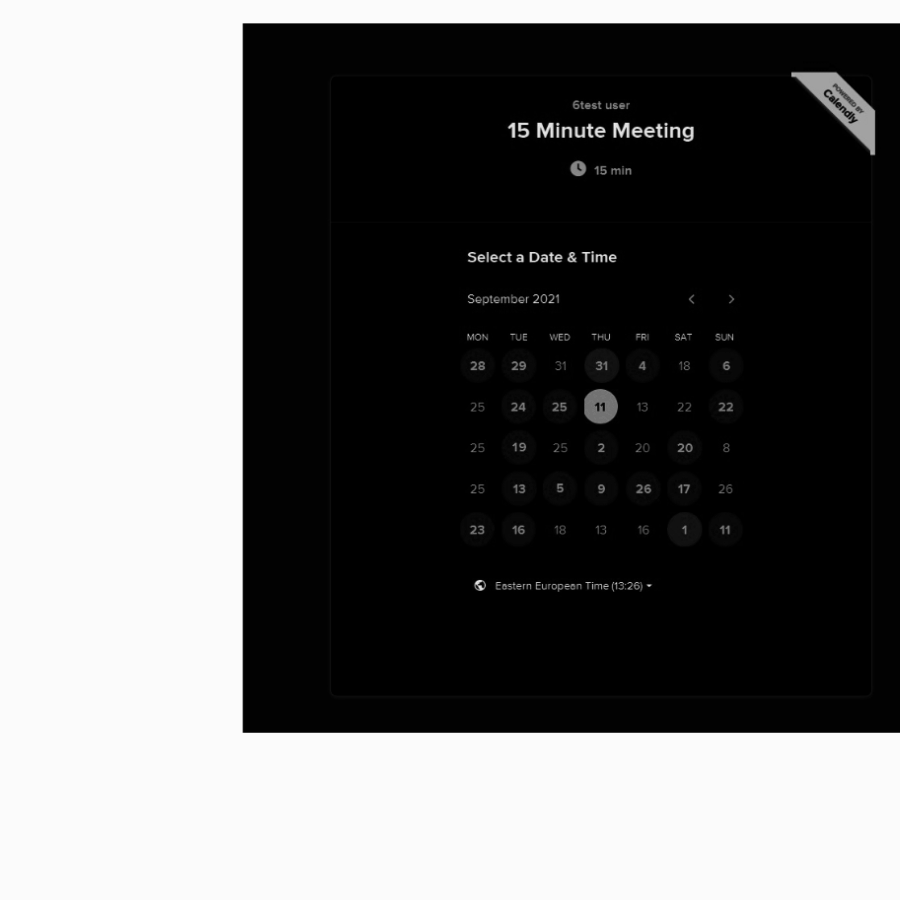 6test user
15 Minute Meeting
15 min
POWERED BY
Calendly
Select a Date & Time
September 2021
MON TUE WED THU FRI SAT SUN
28 29 31 31 4 18 6
25 24 25 11 13 22 22
25 19 25 2 20 20 8
25 13 5 9 26 17 26
23 16 18 13 16 1 11
Eastern European Time (13:26)